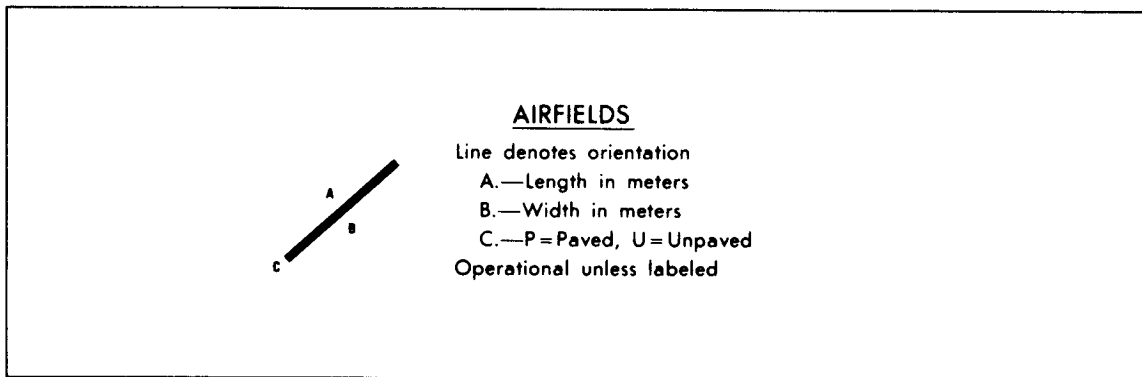 AIRFIELDS
Line denotes orientation
A.—Length in meters
B.—Width in meters
C.—P=Paved, U=Unpaved
Operational unless labeled
A
B
C